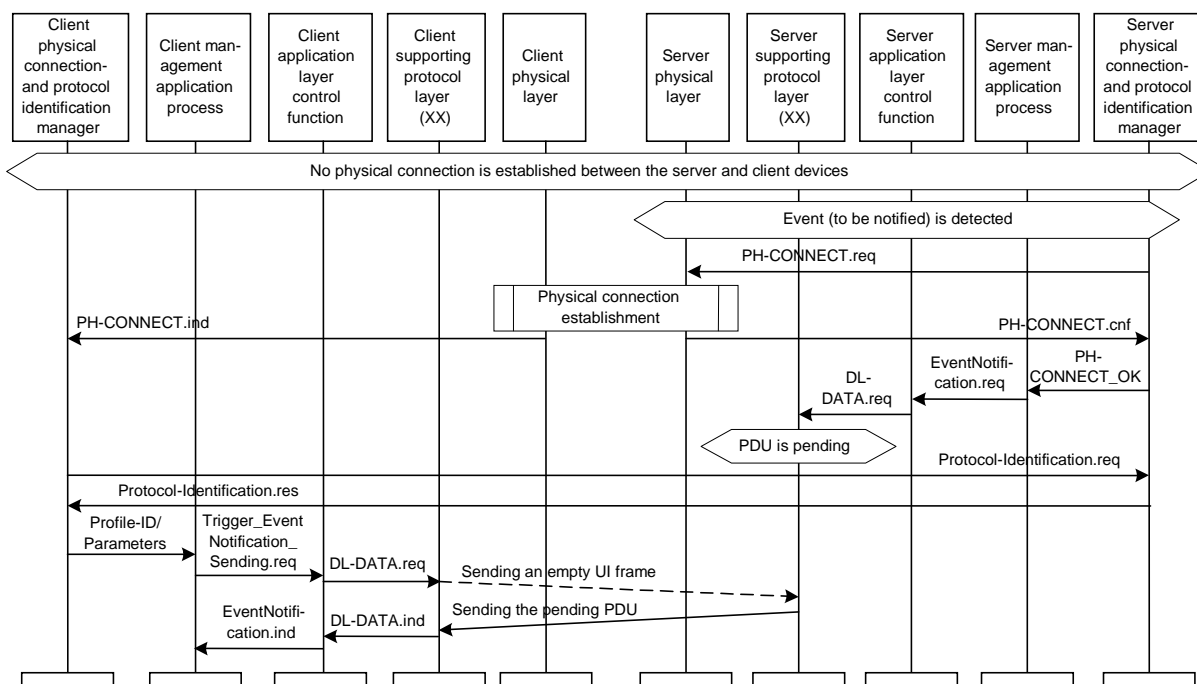 Client
physical
connection-
and protocol
identification
manager
Client man-
agement
application
process
Client
application
layer
control
function
Client
supporting
protocol
layer
(XX)
Client
physical
layer
Server
physical
layer
Server
supporting
protocol
layer
(XX)
Server
application
layer
control
function
Server man-
agement
application
process
Server
physical
connection-
and protocol
identification
manager
No physical connection is established between the server and client devices
Event (to be notified) is detected
PH-CONNECT.req
Physical connection
establishment
PH-CONNECT.ind
PH-CONNECT.cnf
PH-
CONNECT_OK
EventNotifi-
cation.req
DL-
DATA.req
PDU is pending
Protocol-Identification.req
Protocol-Identification.res
Profile-ID/
Parameters
Trigger_Event
Notification_
Sending.req
DL-DATA.req
Sending an empty UI frame
Sending the pending PDU
DL-DATA.ind
EventNotifi-
cation.ind